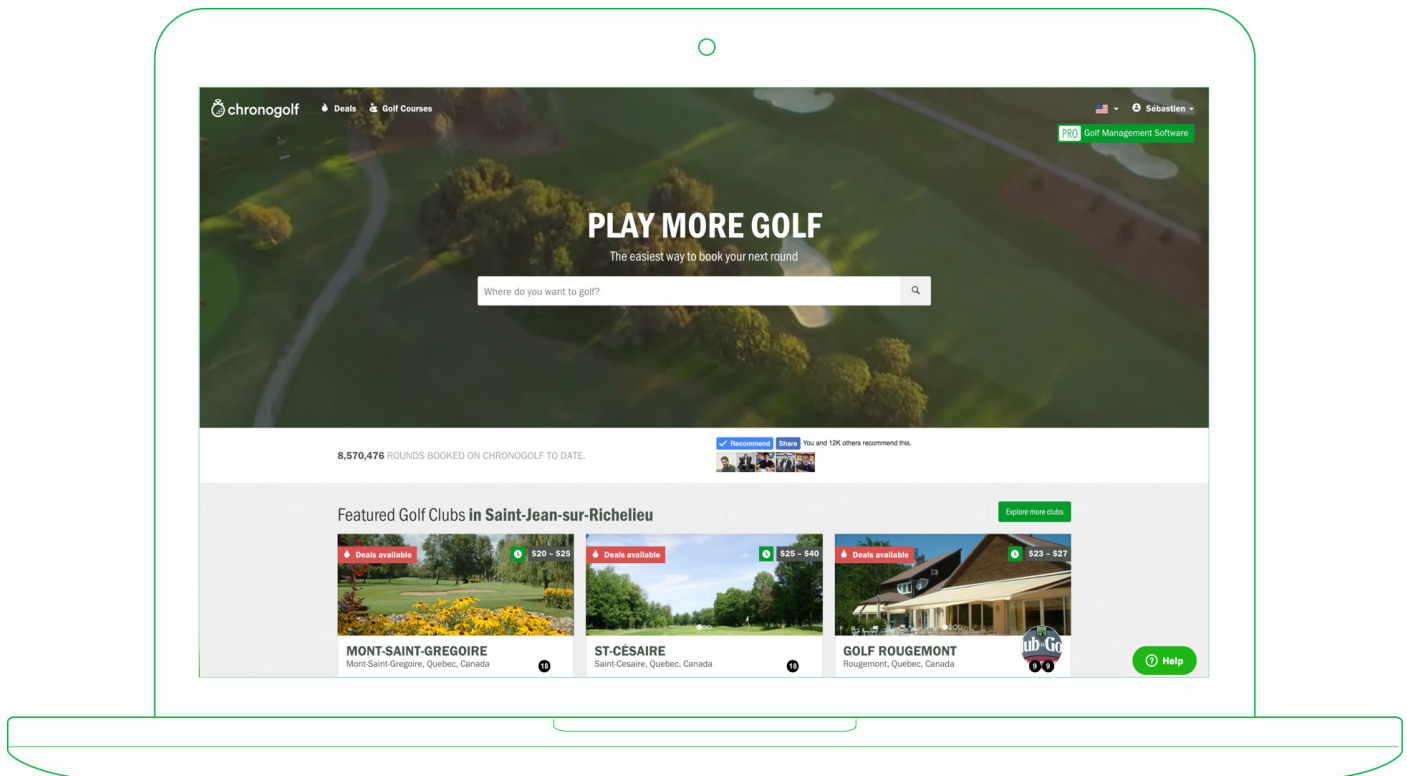 chronogolf
Deals
Golf Courses
Sébastien
PRO Golf Management Software
PLAY MORE GOLF
The easiest way to book your next round
Where do you want to golf?
8,570,476 ROUNDS BOOKED ON CHRONOGOLF TO DATE.
Recommend Share You and 12K others recommend this.
Featured Golf Clubs in Saint-Jean-sur-Richelieu
Explore more clubs
Deals available
$20 – $25
Deals available
$25 – $40
Deals available
$23 – $27
MONT-SAINT-GREGOIRE
Mont-Saint-Gregoire, Quebec, Canada
18
ST-CÉSAIRE
Saint-Cesaire, Quebec, Canada
18
GOLF ROUGEMONT
Rougemont, Quebec, Canada
9 9
Help